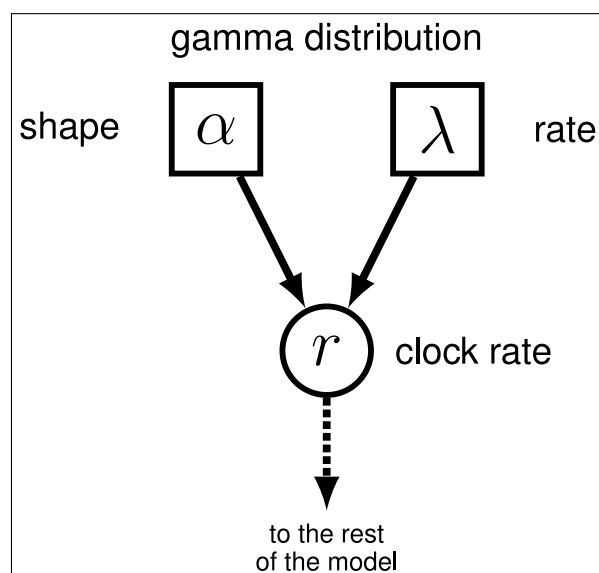 gamma distribution
shape α λ rate
r clock rate
to the rest
of the model